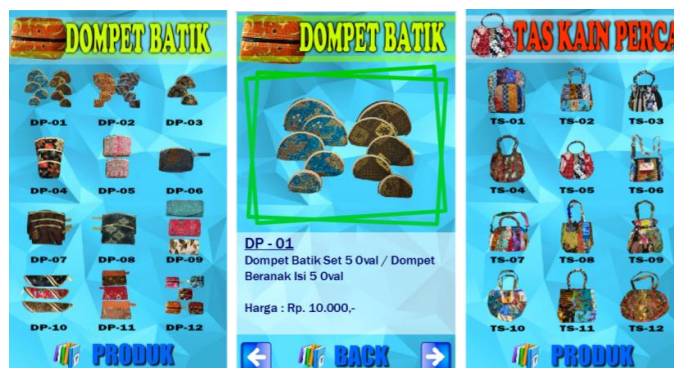 DOMPET BATIK
DP-01 DP-02 DP-03
DP-04 DP-05 DP-06
DP-07 DP-08 DP-09
DP-10 DP-11 DP-12
PRODUK
DOMPET BATIK
DP - 01
Dompet Batik Set 5 Oval / Dompet
Beranak Isi 5 Oval
Harga : Rp. 10.000,-
BACK
TAS KAIN PERCA
TS-01 TS-02 TS-03
TS-04 TS-05 TS-06
TS-07 TS-08 TS-09
TS-10 TS-11 TS-12
PRODUK